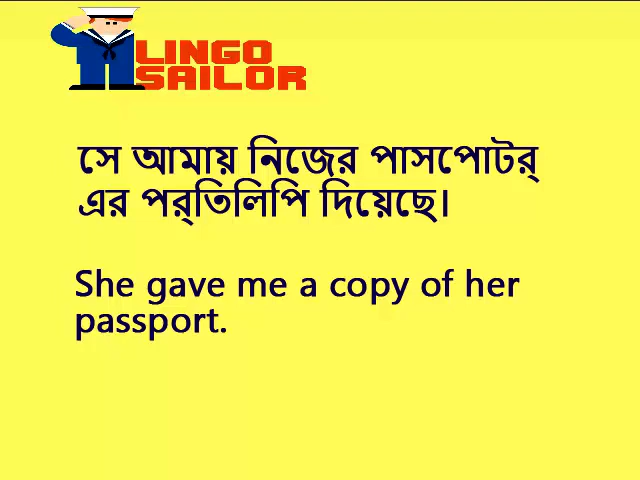 LINGO
SAILOR
সে আমায় নিজের পাসপোটর্
এর পর্তিলিপি দিয়েছে।
She gave me a copy of her
passport.